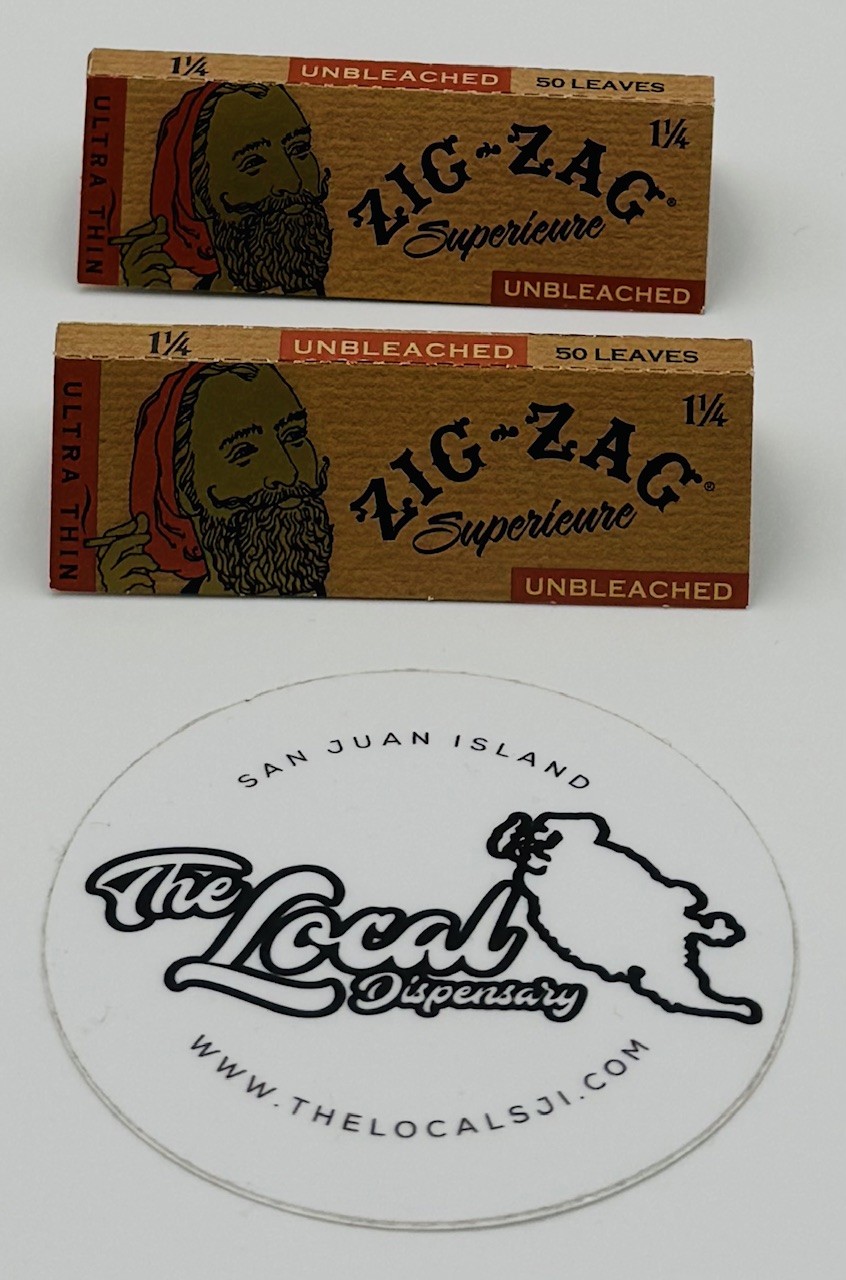 1¼ UNBLEACHED 50 LEAVES
ULTRA THIN
1¼
ZIG-ZAG®
Superieure
UNBLEACHED
1¼ UNBLEACHED 50 LEAVES
ULTRA THIN
1¼
ZIG-ZAG®
Superieure
UNBLEACHED
SAN JUAN ISLAND
The
Local
Dispensary
WWW.THELOCALSJI.COM